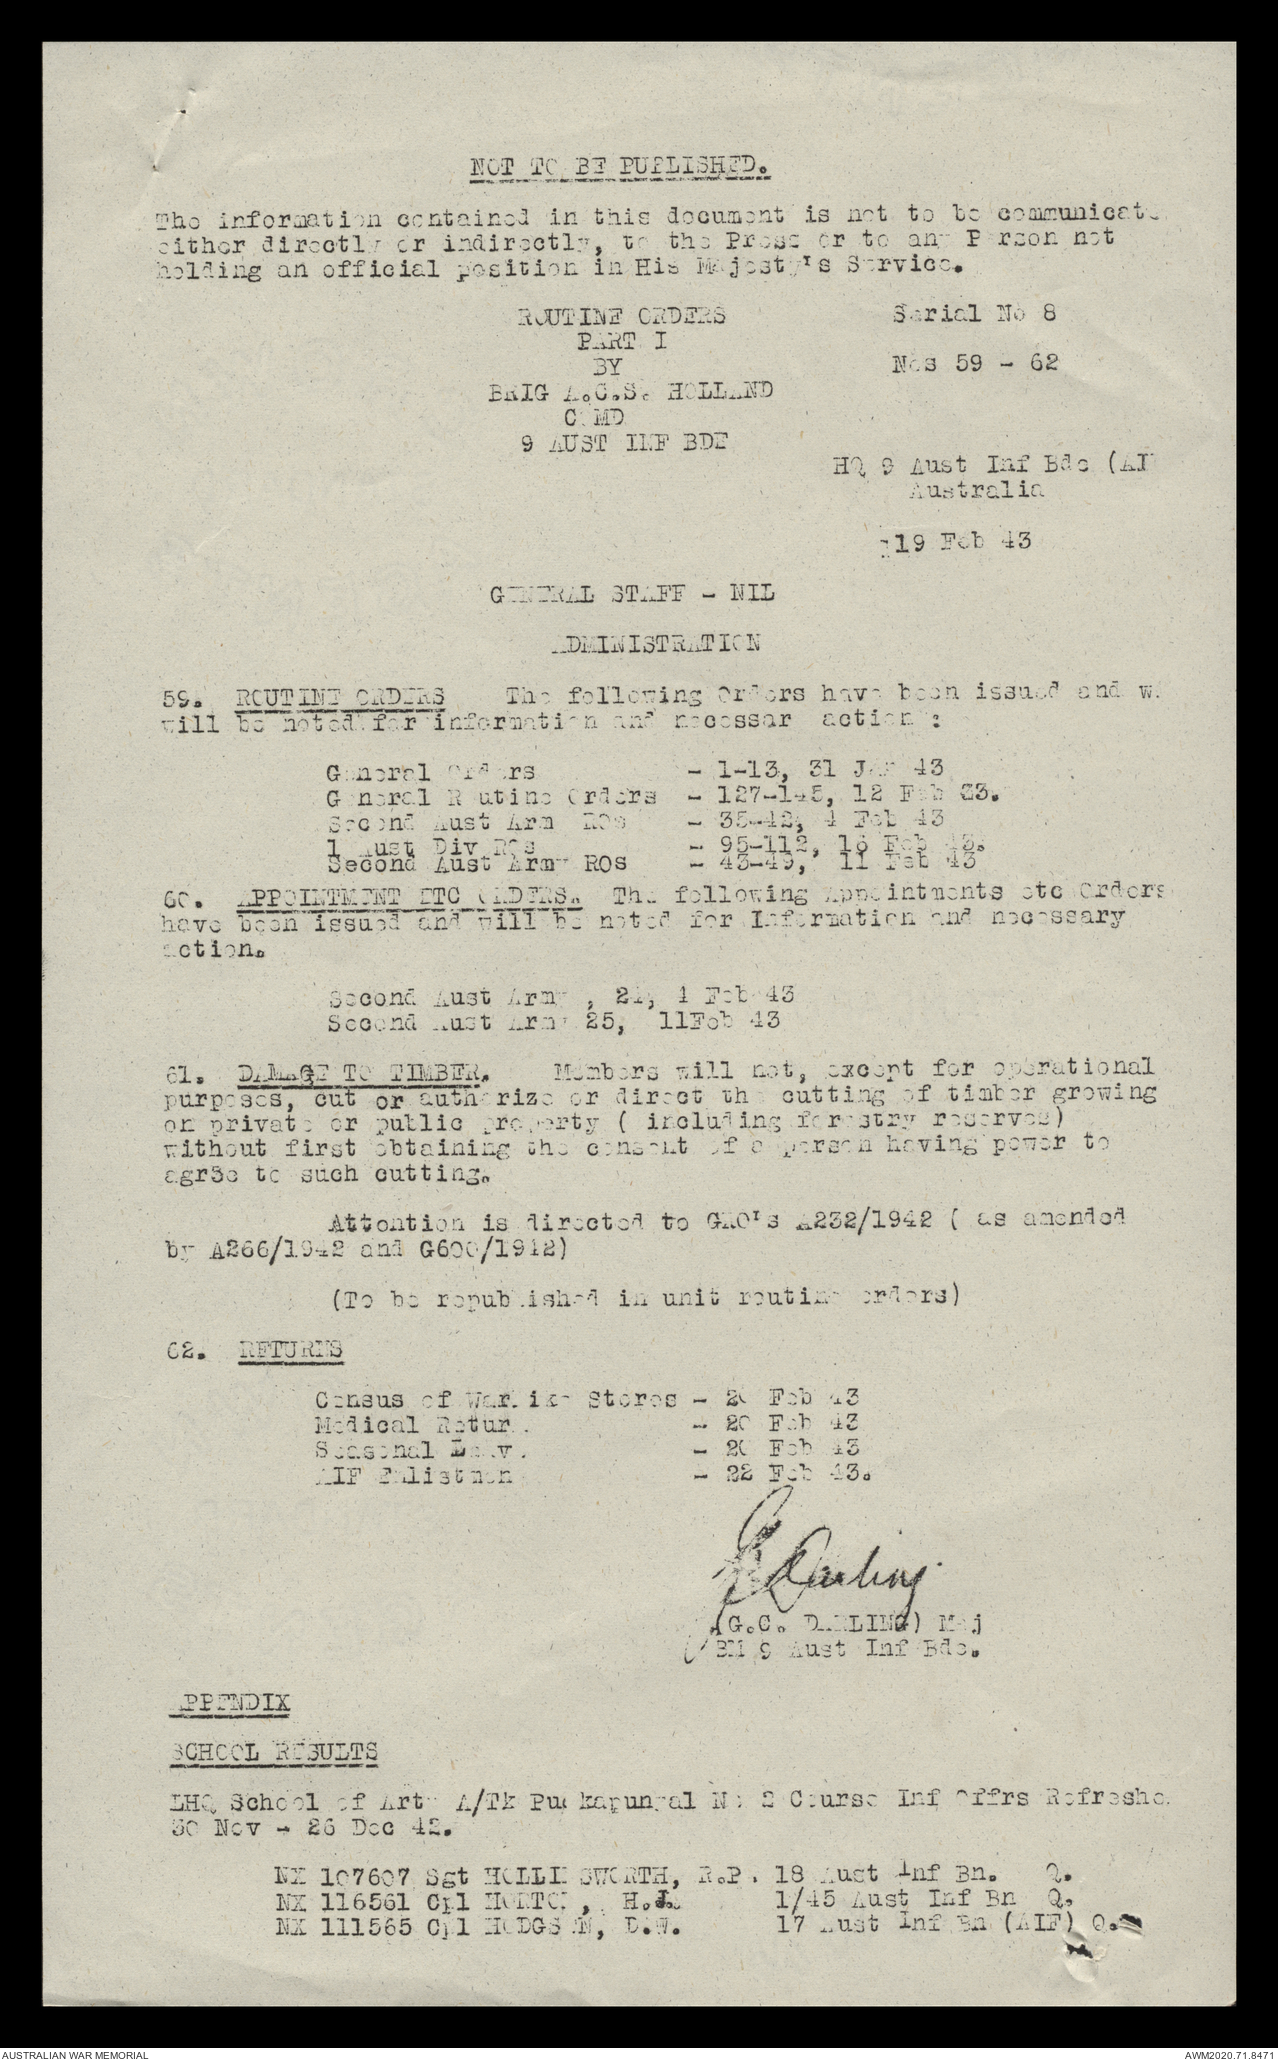 NOT TO BE PUBLISHED.
The information contained in this document is not to be communicate
either directly or indirectly, to the Press or to any Person not
holding an official position in His Majesty's Service.
ROUTINE ORDERS
PART I
BY
BRIG A.C.S. HOLLAND
COMD
9 AUST INF BDE
Serial No 8
Nos 59 - 62
HQ 9 Aust Inf Bde (AI
Australia
19 Feb 43
GENERAL STAFF - NIL
ADMINISTRATION
59. ROUTINE ORDERS The following Orders have been issued and w
will be noted for information and necessar action :
General Orders - 1-13, 31 Jan 43
General Routine Orders - 127-145, 12 Feb 33.
Second Aust Arm ROs - 35-42, 4 Feb 43
1 Aust Div ROs - 95-112, 16 Feb 43.
Second Aust Army ROs - 43-49, 11 Feb 43
60. APPOINTMENT ETC ORDERS. The following Appointments etc Orders
have been issued and will be noted for Information and necessary
action.
Second Aust Army , 24, 4 Feb 43
Second Aust Army 25, 11Feb 43
61. DAMAGE TO TIMBER. Members will not, except for operational
purposes, cut or authorize or direct the cutting of timber growing
on private or public property ( including forestry reserves)
without first obtaining the consent of a person having power to
agr3e to such cutting.
Attention is directed to GRO's A232/1942 ( as amended
by A266/1942 and G600/1942)
(To be republished in unit routine orders)
62. RETURNS
Census of Warlike Stores - 20 Feb 43
Medical Return. - 20 Feb 43
Seasonal Leave. - 20 Feb 43
AIF Enlistmen - 22 Feb 43.
G Darling
(G.C. DARLING) Maj
BM 9 Aust Inf Bde.
APPENDIX
SCHOOL RESULTS
LHQ School of Arty A/Tk Puckapunyal No 2 Course Inf Offrs Refreshe
30 Nov - 26 Dec 42.
NX 107607 Sgt HOLLINSWORTH, R.P. 18 Aust Inf Bn. Q.
NX 116561 Cpl HORTON, H.J. 1/45 Aust Inf Bn Q.
NX 111565 Cpl HODGSON, D.W. 17 Aust Inf Bn (AIF) Q.
AUSTRALIAN WAR MEMORIAL
AWM2020.71.8471